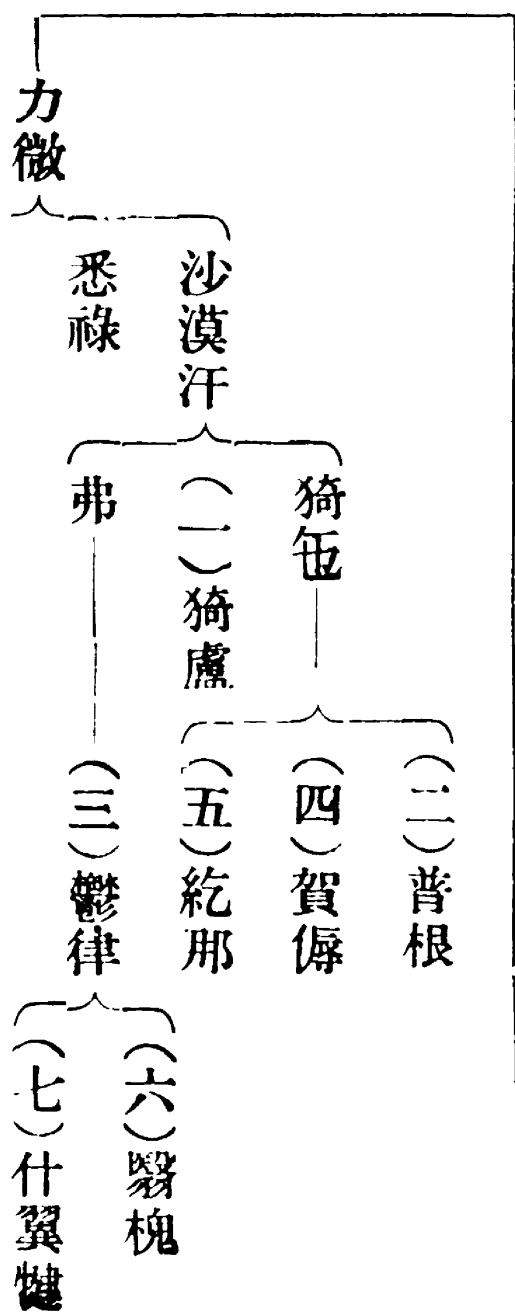 力微
沙漠汗
悉祿
猗㐌
(一)猗盧
弗
(二)普根
(四)賀傉
(五)紇那
(三)鬱律
(六)翳槐
(七)什翼犍